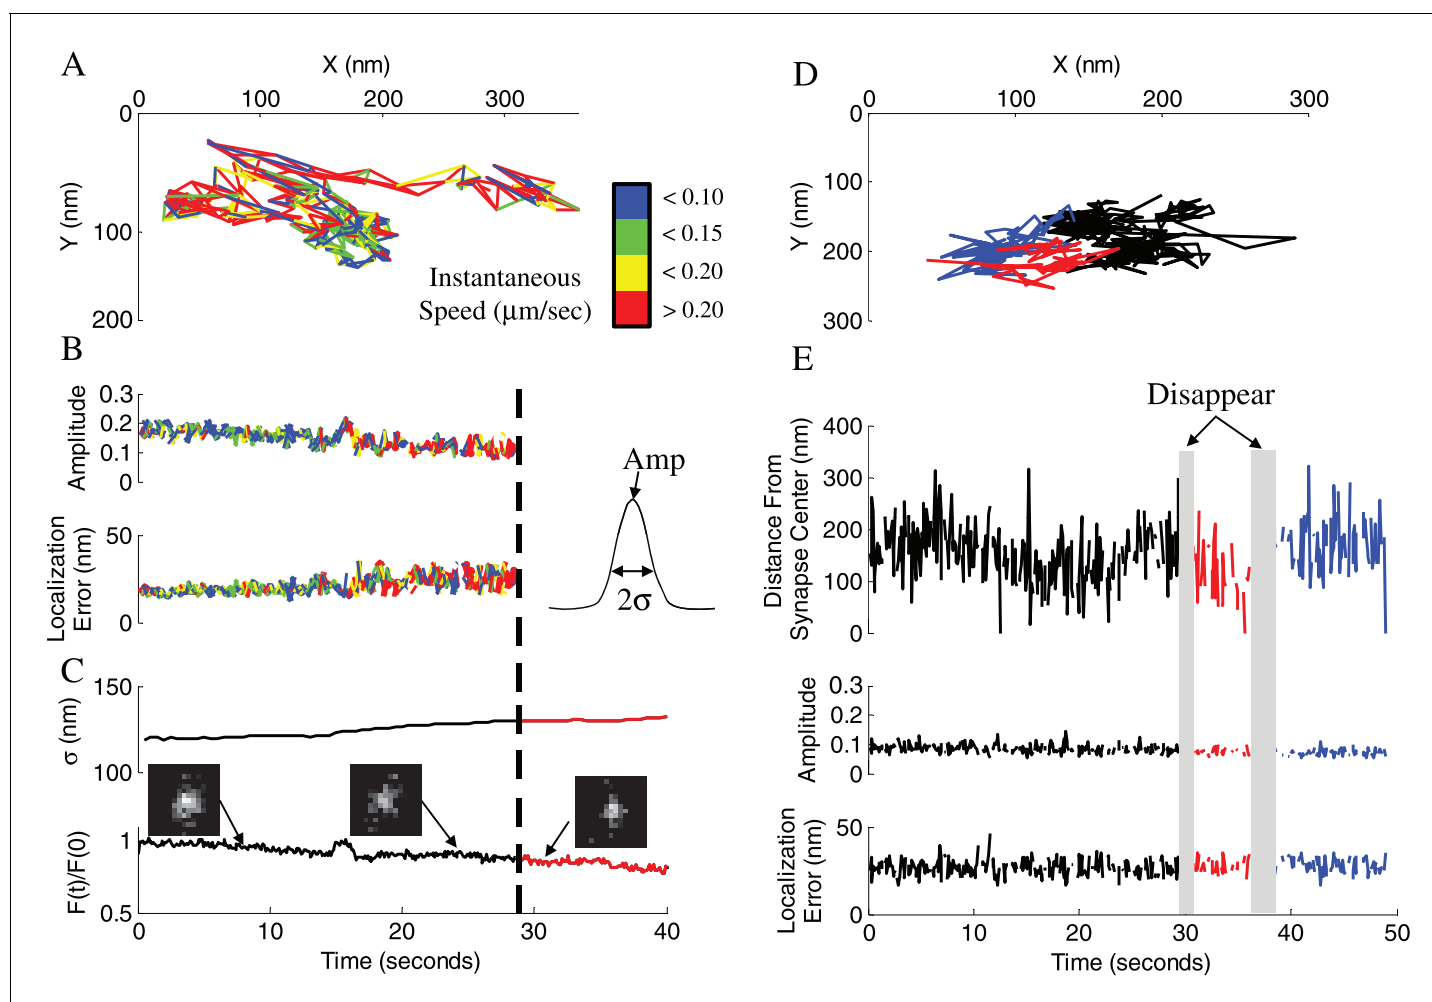 A
X (nm)
0 100 200 300
0
100
200
Y (nm)
Instantaneous
Speed (μm/sec)
< 0.10
< 0.15
< 0.20
> 0.20
B
Amplitude
0.3
0.2
0.1
0
Localization
Error (nm)
50
0
Amp
2σ
C
σ (nm)
150
100
F(t)/F(0)
1
0.5
0 10 20 30 40
Time (seconds)
D
X (nm)
0 100 200 300
0
100
200
300
Y (nm)
E
Disappear
Distance From
Synapse Center (nm)
400
300
200
100
0
Amplitude
0.3
0.2
0.1
0
Localization
Error (nm)
50
0
0 10 20 30 40 50
Time (seconds)